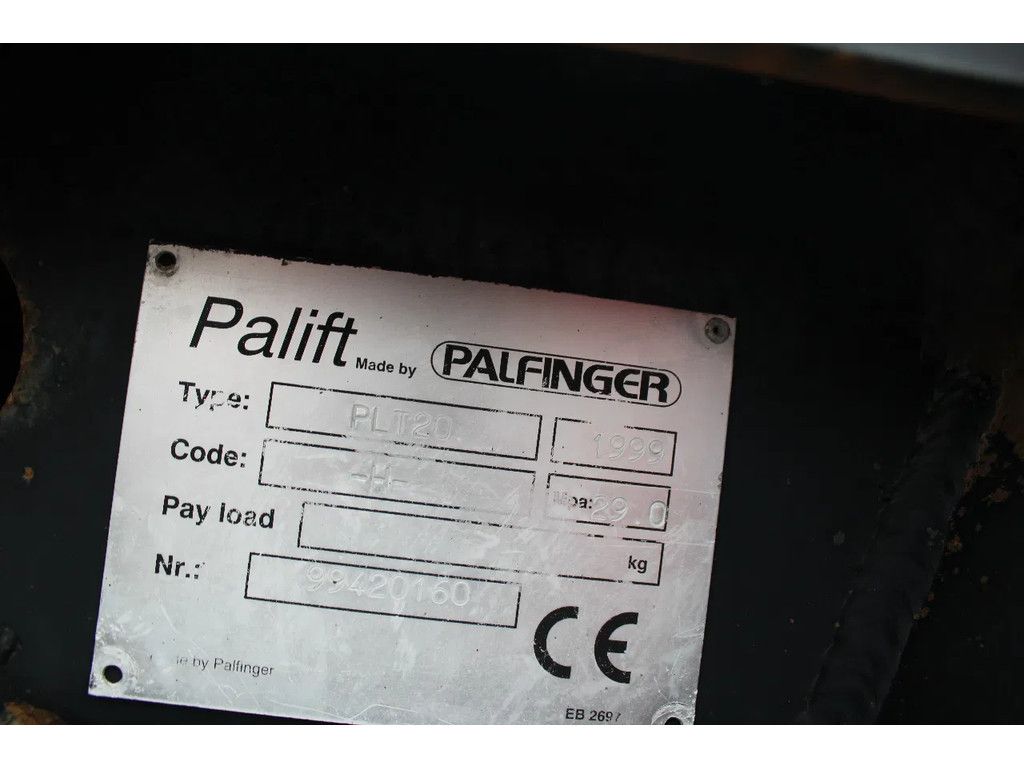 Palift Made by PALFINGER
Type: PLT20 1999
Code: -H- Mpa: 29.0
Pay load kg
Nr.: 99420160
CE
by Palfinger
EB 2697